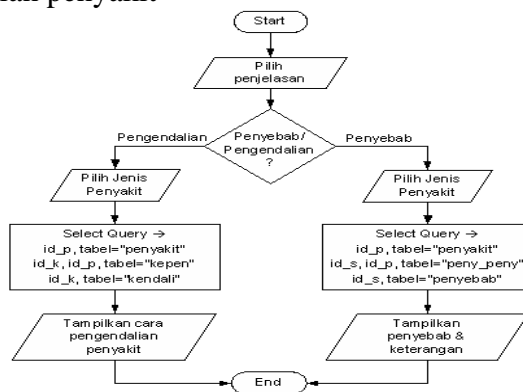 penyakit
Start
Pilih
penjelasan
Penyebab/
Pengendalian
?
Pengendalian
Penyebab
Pilih Jenis
Penyakit
Select Query →
id_p, tabel="penyakit"
id_k, id_p, tabel="kepen"
id_k, tabel="kendali"
Tampilkan cara
pengendalian
penyakit
Pilih Jenis
Penyakit
Select Query →
id_p, tabel="penyakit"
id_s, id_p, tabel="peny_peny"
id_s, tabel="penyebab"
Tampilkan
penyebab &
keterangan
End